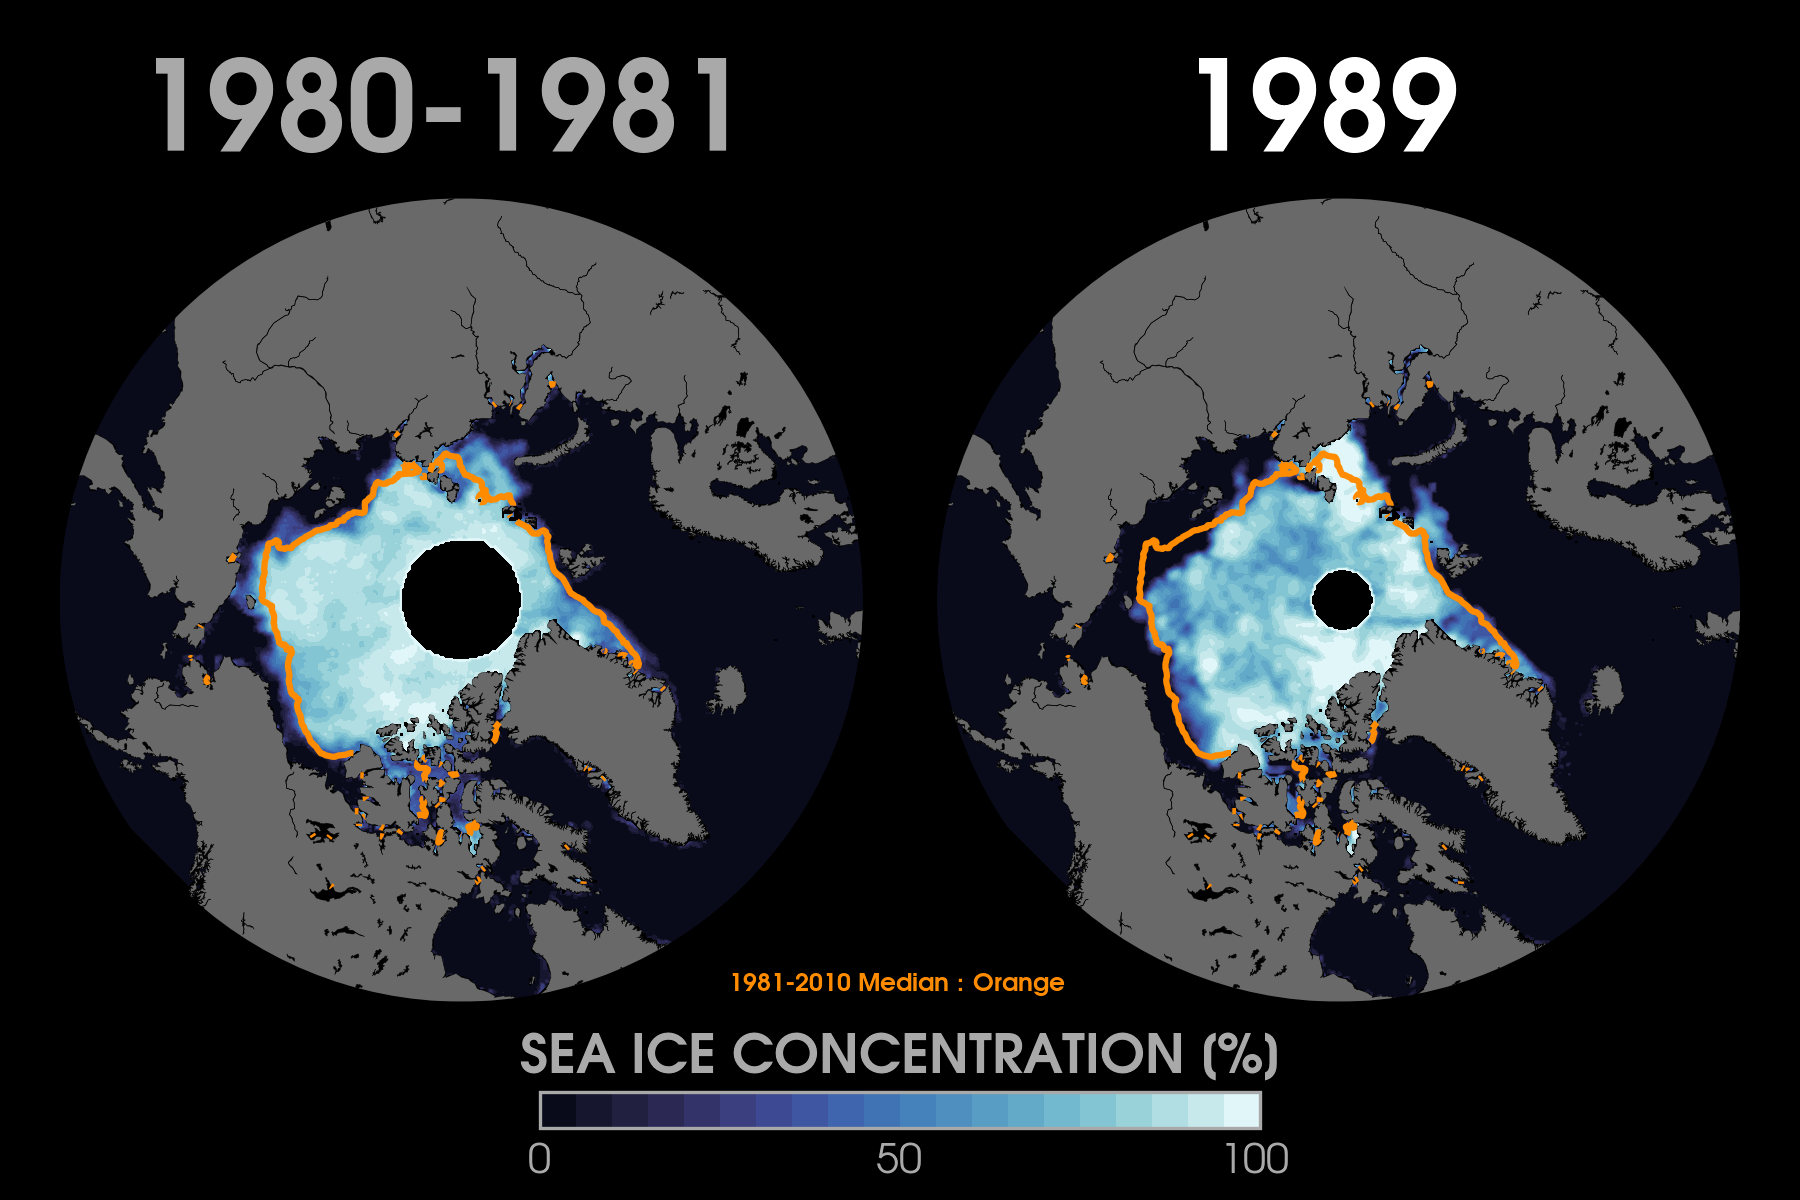 1980-1981
1989
1981-2010 Median : Orange
SEA ICE CONCENTRATION (%)
0 50 100